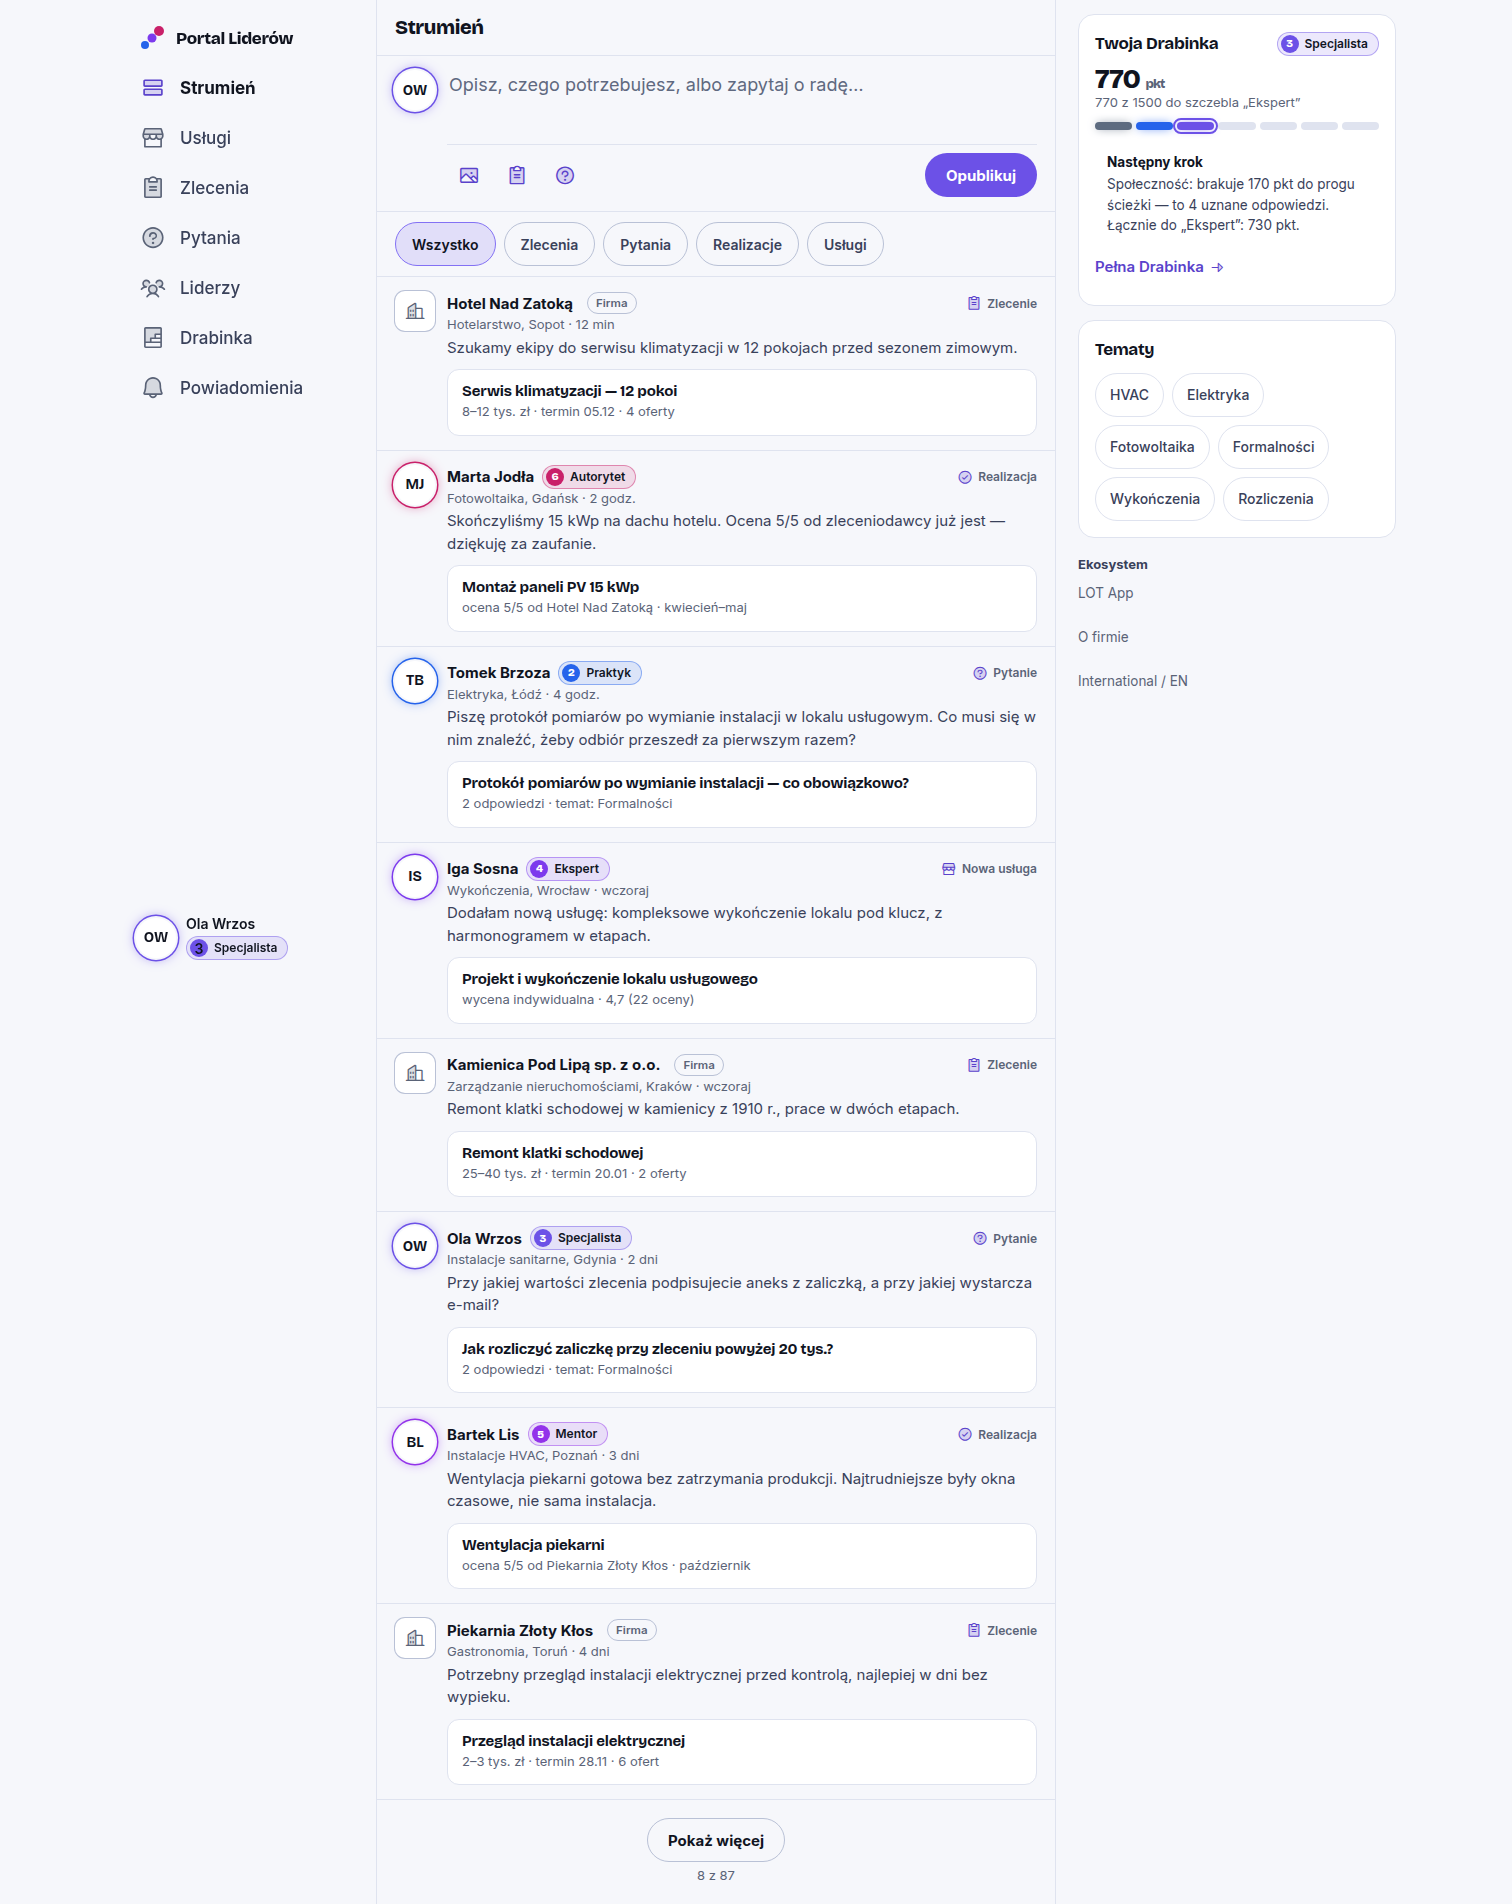 Portal Liderów
Strumień
Usługi
Zlecenia
Pytania
Liderzy
Drabinka
Powiadomienia
OW
Ola Wrzos
3 Specjalista
Strumień
OW
Opisz, czego potrzebujesz, albo zapytaj o radę...
Opublikuj
Wszystko Zlecenia Pytania Realizacje Usługi
Hotel Nad Zatoką Firma Zlecenie
Hotelarstwo, Sopot · 12 min
Szukamy ekipy do serwisu klimatyzacji w 12 pokojach przed sezonem zimowym.
Serwis klimatyzacji — 12 pokoi
8–12 tys. zł · termin 05.12 · 4 oferty
MJ
Marta Jodła 6 Autorytet Realizacja
Fotowoltaika, Gdańsk · 2 godz.
Skończyliśmy 15 kWp na dachu hotelu. Ocena 5/5 od zleceniodawcy już jest —
dziękuję za zaufanie.
Montaż paneli PV 15 kWp
ocena 5/5 od Hotel Nad Zatoką · kwiecień–maj
TB
Tomek Brzoza 2 Praktyk Pytanie
Elektryka, Łódź · 4 godz.
Piszę protokół pomiarów po wymianie instalacji w lokalu usługowym. Co musi się w
nim znaleźć, żeby odbiór przeszedł za pierwszym razem?
Protokół pomiarów po wymianie instalacji — co obowiązkowo?
2 odpowiedzi · temat: Formalności
IS
Iga Sosna 4 Ekspert Nowa usługa
Wykończenia, Wrocław · wczoraj
Dodałam nową usługę: kompleksowe wykończenie lokalu pod klucz, z
harmonogramem w etapach.
Projekt i wykończenie lokalu usługowego
wycena indywidualna · 4,7 (22 oceny)
Kamienica Pod Lipą sp. z o.o. Firma Zlecenie
Zarządzanie nieruchomościami, Kraków · wczoraj
Remont klatki schodowej w kamienicy z 1910 r., prace w dwóch etapach.
Remont klatki schodowej
25–40 tys. zł · termin 20.01 · 2 oferty
OW
Ola Wrzos 3 Specjalista Pytanie
Instalacje sanitarne, Gdynia · 2 dni
Przy jakiej wartości zlecenia podpisujecie aneks z zaliczką, a przy jakiej wystarcza
e-mail?
Jak rozliczyć zaliczkę przy zleceniu powyżej 20 tys.?
2 odpowiedzi · temat: Formalności
BL
Bartek Lis 5 Mentor Realizacja
Instalacje HVAC, Poznań · 3 dni
Wentylacja piekarni gotowa bez zatrzymania produkcji. Najtrudniejsze były okna
czasowe, nie sama instalacja.
Wentylacja piekarni
ocena 5/5 od Piekarnia Złoty Kłos · październik
Piekarnia Złoty Kłos Firma Zlecenie
Gastronomia, Toruń · 4 dni
Potrzebny przegląd instalacji elektrycznej przed kontrolą, najlepiej w dni bez
wypieku.
Przegląd instalacji elektrycznej
2–3 tys. zł · termin 28.11 · 6 ofert
Pokaż więcej
8 z 87
Twoja Drabinka 3 Specjalista
770 pkt
770 z 1500 do szczebla „Ekspert”
Następny krok
Społeczność: brakuje 170 pkt do progu
ścieżki — to 4 uznane odpowiedzi.
Łącznie do „Ekspert”: 730 pkt.
Pełna Drabinka
Tematy
HVAC Elektryka
Fotowoltaika Formalności
Wykończenia Rozliczenia
Ekosystem
LOT App
O firmie
International / EN